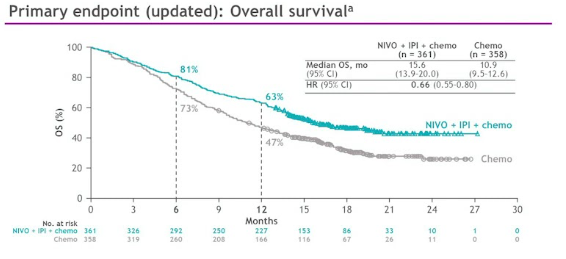 Primary endpoint (updated): Overall survivalᵃ
NIVO + IPI + chemo Chemo
(n = 361) (n = 358)
Median OS, mo 15.6 10.9
(95% CI) (13.9-20.0) (9.5-12.6)
HR (95% CI) 0.66 (0.55-0.80)
100
80
60
40
20
0
OS (%)
81%
73%
63%
47%
NIVO + IPI + chemo
Chemo
0 3 6 9 12 15 18 21 24 27 30
Months
No. at risk
NIVO + IPI + chemo 361 326 292 250 227 153 86 33 10 1 0
Chemo 358 319 260 208 166 116 67 26 11 0 0